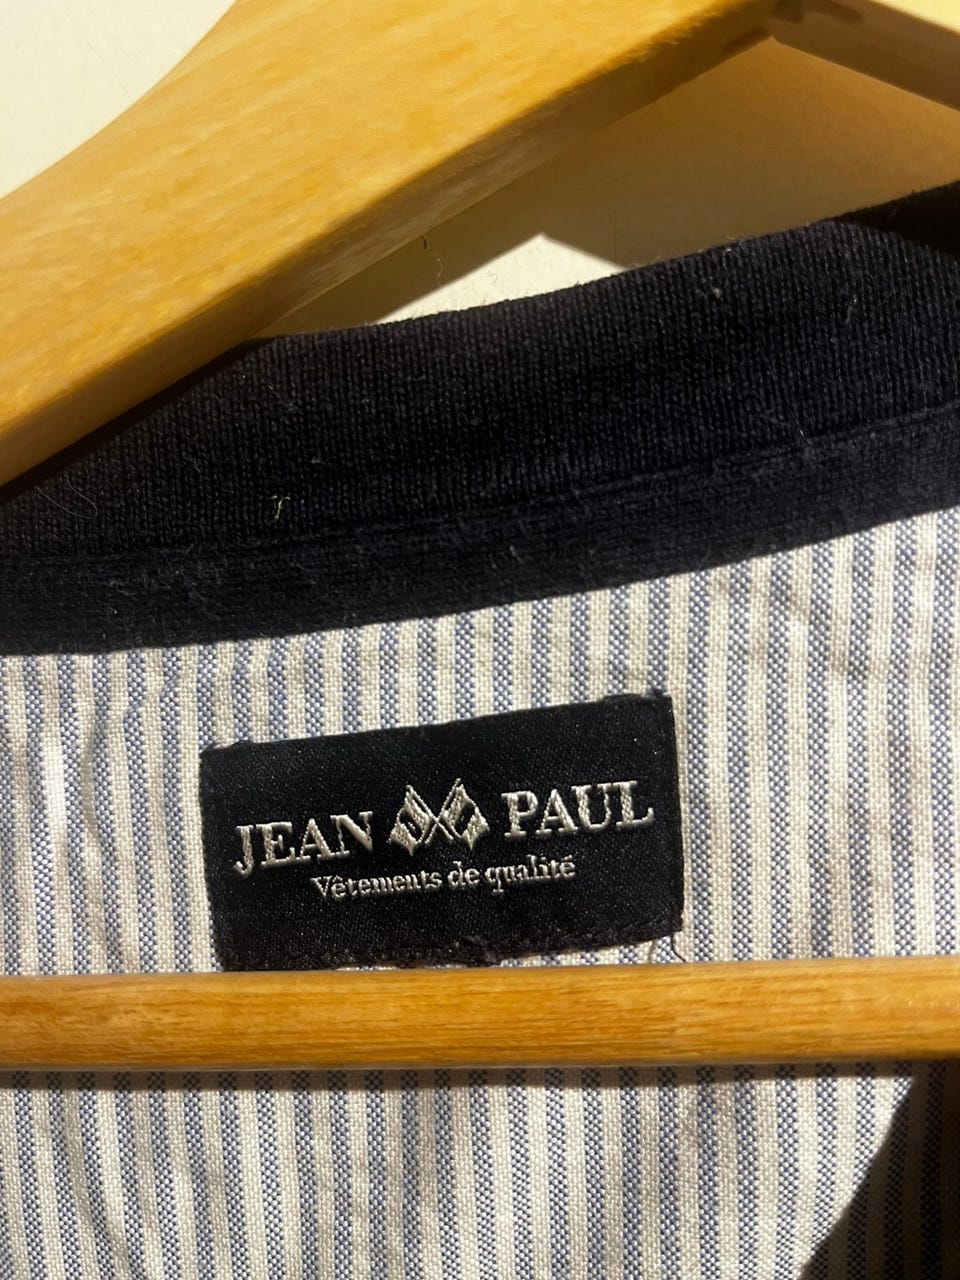 JEAN PAUL
Vêtements de qualité